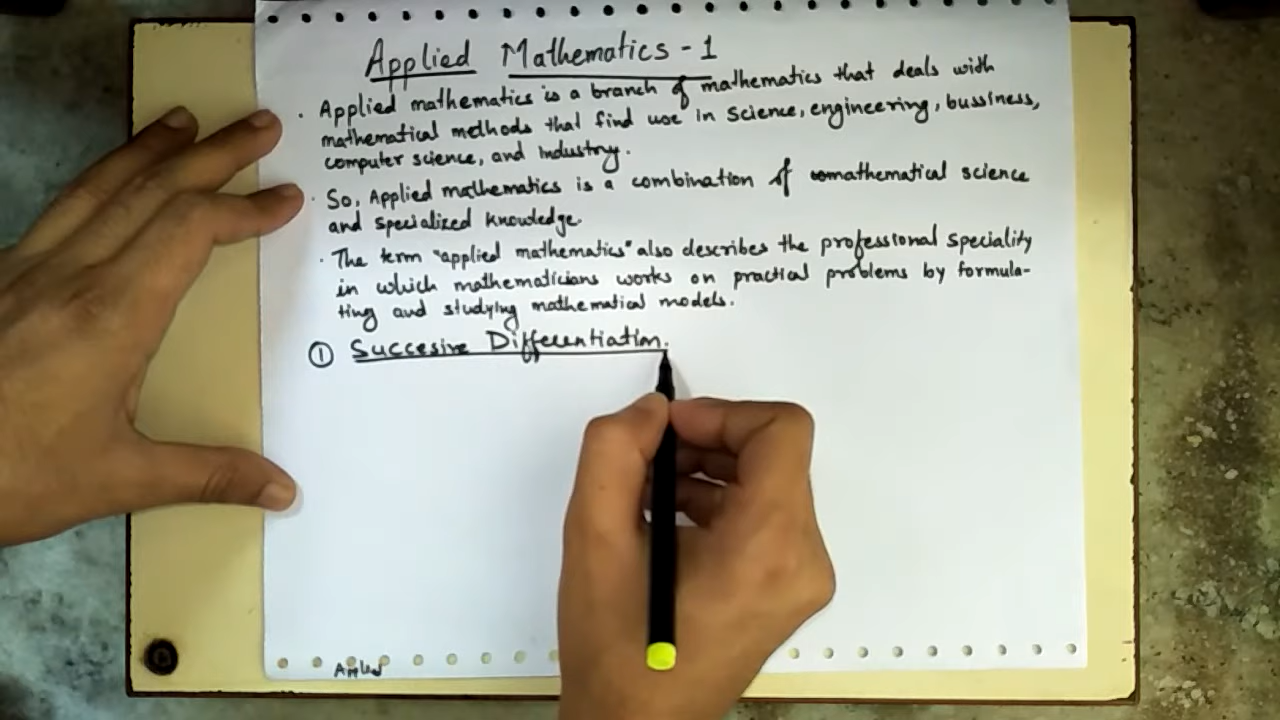 Applied Mathematics - 1
· Applied mathematics is a branch of mathematics that deals with
mathematical methods that find use in science, engineering, bussiness,
computer science, and industry.
· So, Applied mathematics is a combination of mathematical science
and specialized knowledge.
· The term "applied mathematics" also describes the professional speciality
in which mathematicians works on practical problems by formula-
ting and studying mathematical models.
① Succesive Differentiation.